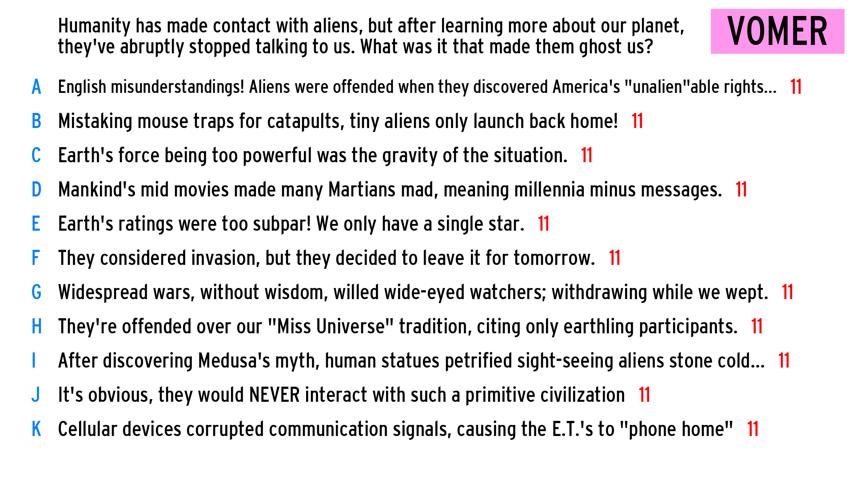 Humanity has made contact with aliens, but after learning more about our planet,
they've abruptly stopped talking to us. What was it that made them ghost us?
VOMER
A English misunderstandings! Aliens were offended when they discovered America's "unalien"able rights... 11
B Mistaking mouse traps for catapults, tiny aliens only launch back home! 11
C Earth's force being too powerful was the gravity of the situation. 11
D Mankind's mid movies made many Martians mad, meaning millennia minus messages. 11
E Earth's ratings were too subpar! We only have a single star. 11
F They considered invasion, but they decided to leave it for tomorrow. 11
G Widespread wars, without wisdom, willed wide-eyed watchers; withdrawing while we wept. 11
H They're offended over our "Miss Universe" tradition, citing only earthling participants. 11
I After discovering Medusa's myth, human statues petrified sight-seeing aliens stone cold... 11
J It's obvious, they would NEVER interact with such a primitive civilization 11
K Cellular devices corrupted communication signals, causing the E.T.'s to "phone home" 11